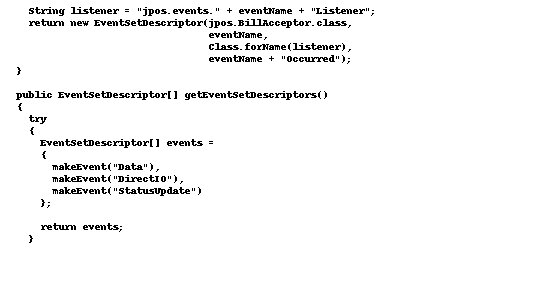 String listener = "jpos.events." + eventName + "Listener";
return new EventSetDescriptor(jpos.BillAcceptor.class,
eventName,
Class.forName(listener),
eventName + "Occurred");
}
public EventSetDescriptor[] getEventSetDescriptors()
{
try
{
EventSetDescriptor[] events =
{
makeEvent("Data"),
makeEvent("DirectIO"),
makeEvent("StatusUpdate")
};
return events;
}